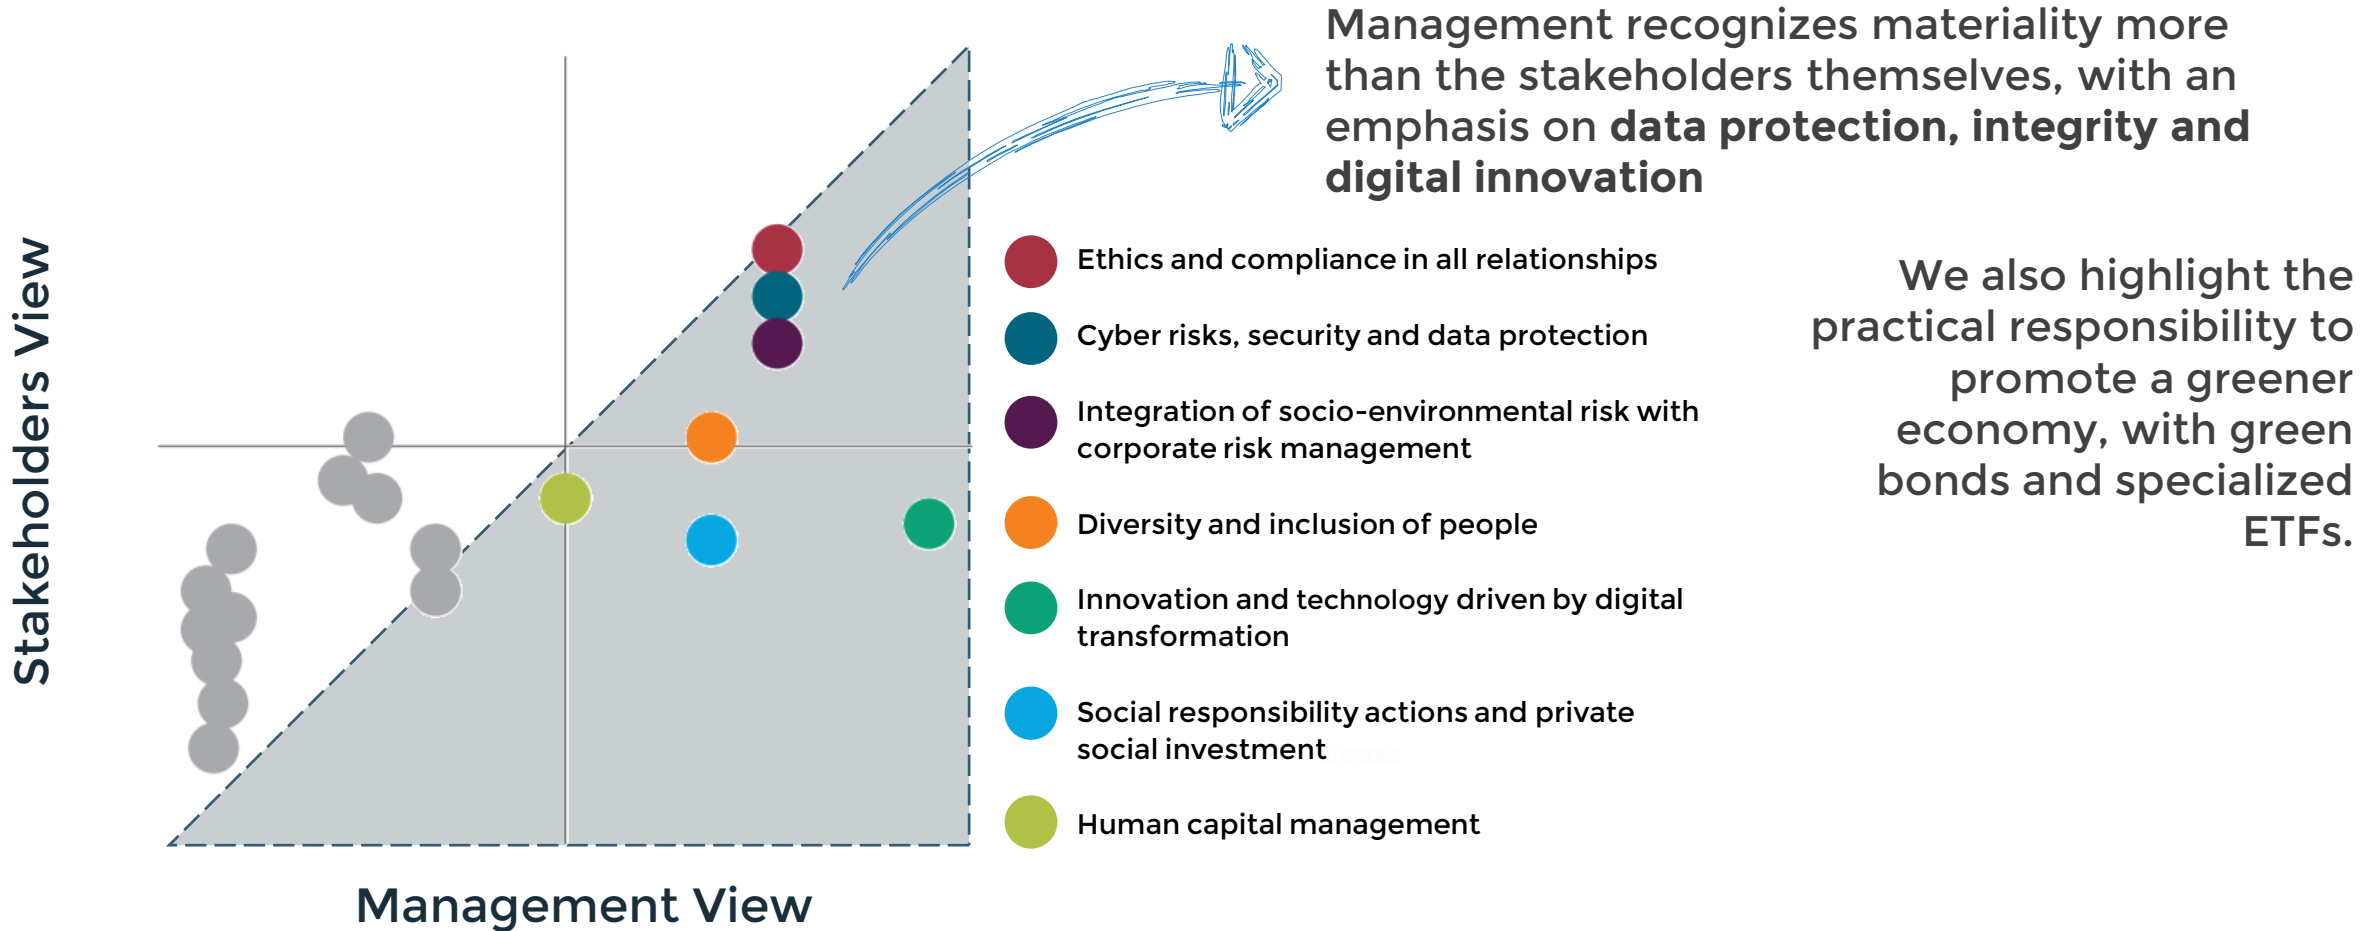 Management recognizes materiality more
than the stakeholders themselves, with an
emphasis on data protection, integrity and
digital innovation
Stakeholders View
Ethics and compliance in all relationships
Cyber risks, security and data protection
Integration of socio-environmental risk with
corporate risk management
Diversity and inclusion of people
Innovation and technology driven by digital
transformation
Social responsibility actions and private
social investment
Human capital management
We also highlight the
practical responsibility to
promote a greener
economy, with green
bonds and specialized
ETFs.
Management View